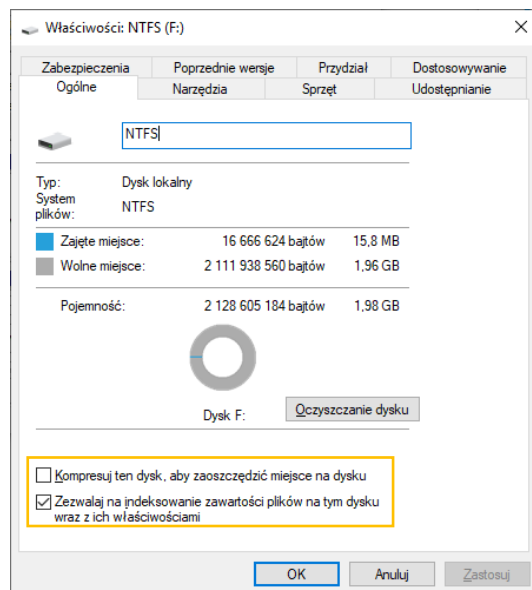 Właściwości: NTFS (F:)
Zabezpieczenia Poprzednie wersje Przydział Dostosowywanie
Ogólne Narzędzia Sprzęt Udostępnianie
NTFS
Typ: Dysk lokalny
System
plików: NTFS
Zajęte miejsce: 16 666 624 bajtów 15,8 MB
Wolne miejsce: 2 111 938 560 bajtów 1,96 GB
Pojemność: 2 128 605 184 bajtów 1,98 GB
Dysk F: Oczyszczanie dysku
Kompresuj ten dysk, aby zaoszczędzić miejsce na dysku
Zezwalaj na indeksowanie zawartości plików na tym dysku
wraz z ich właściwościami
OK Anuluj Zastosuj